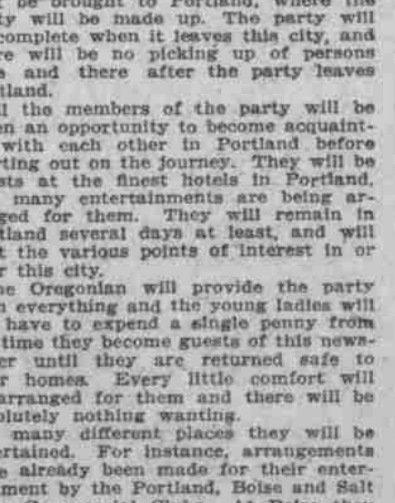 be brought to Portland, where the
ty will be made up. The party will
complete when it leaves this city, and
re will be no picking up of persons
e and there after the party leaves
tland.
l the members of the party will be
en an opportunity to become acquaint-
with each other in Portland before
rting out on the journey. They will be
sts at the finest hotels in Portland,
many entertainments are being ar-
ged for them. They will remain in
tland several days at least, and will
t the various points of interest in or
r this city.
he Oregonian will provide the party
h everything and the young ladies will
have to expend a single penny from
time they become guests of this news-
er until they are returned safe to
r homes. Every little comfort will
arranged for them and there will be
olutely nothing wanting.
many different places they will be
ertained. For instance, arrangements
e already been made for their enter-
ment by the Portland, Boise and Salt